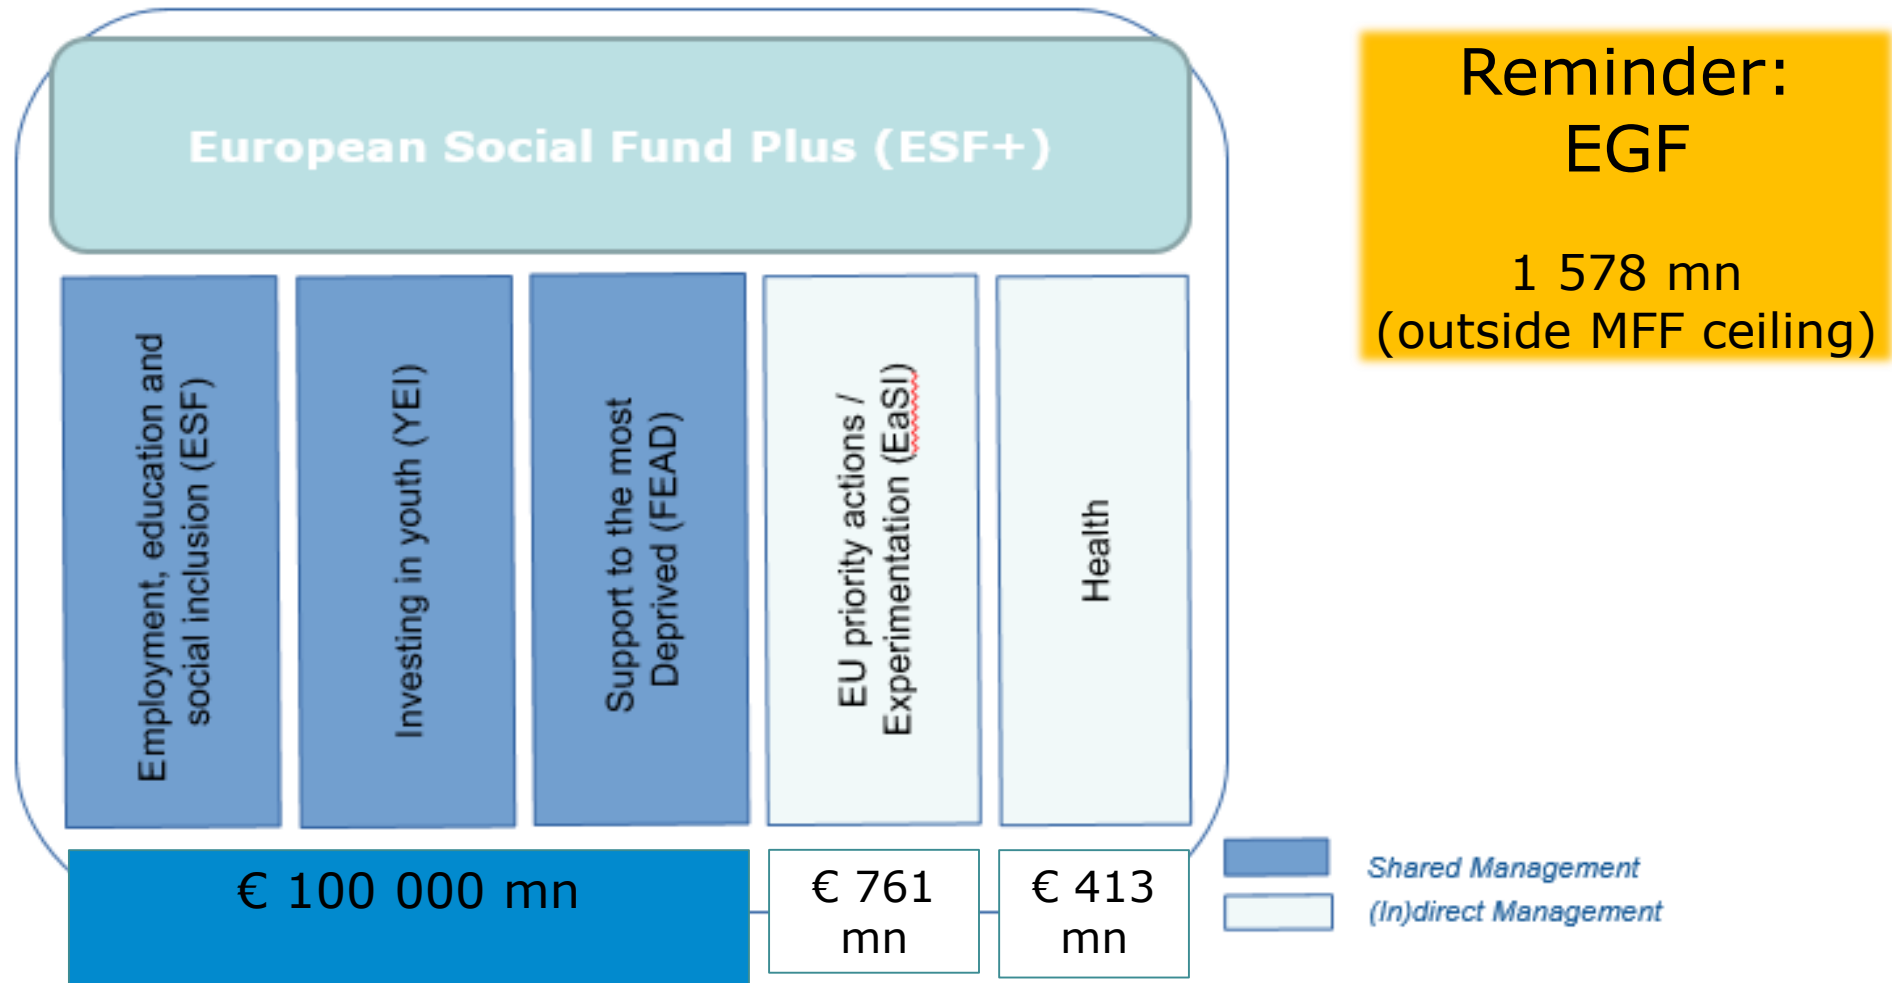 European Social Fund Plus (ESF+)
Reminder:
EGF
1 578 mn
(outside MFF ceiling)
Employment, education and
social inclusion (ESF)
Investing in youth (YEI)
Support to the most
Deprived (FEAD)
EU priority actions /
Experimentation (EaSI)
Health
€ 100 000 mn
€ 761
mn
€ 413
mn
Shared Management
(In)direct Management